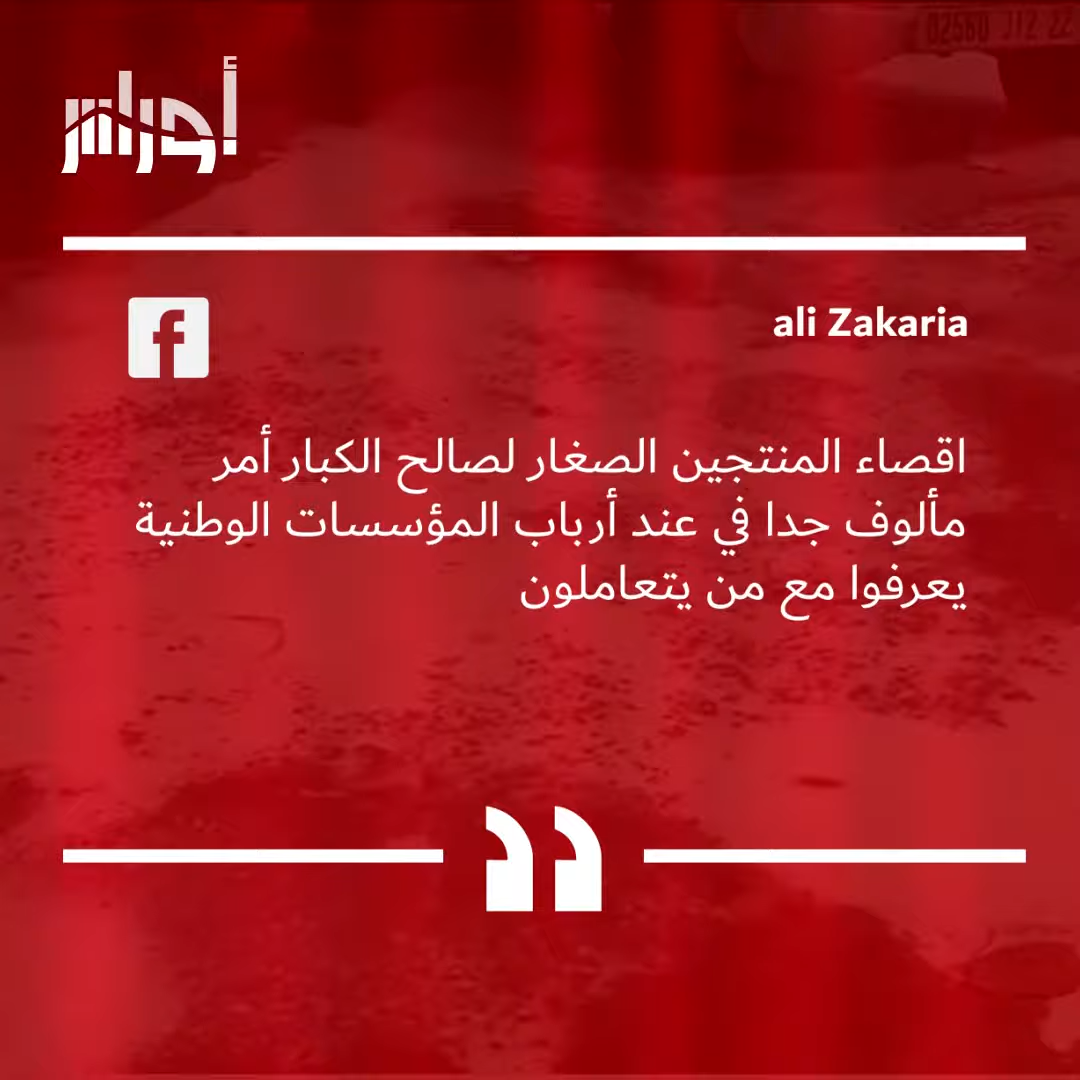 أوراس
ali Zakaria
اقصاء المنتجين الصغار لصالح الكبار أمر
مألوف جدا في عند أرباب المؤسسات الوطنية
يعرفوا مع من يتعاملون